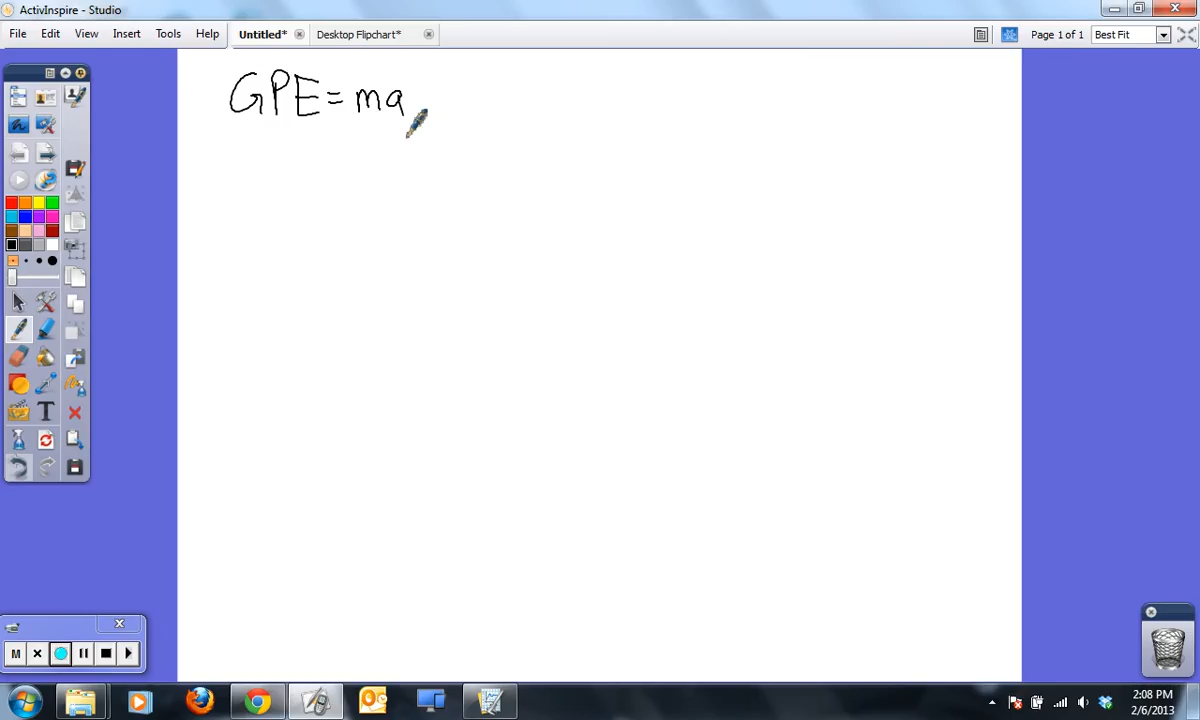 ActivInspire - Studio
File Edit View Insert Tools Help Untitled* Desktop Flipchart* Page 1 of 1 Best Fit
GPE = ma
T
M
2:08 PM
2/6/2013